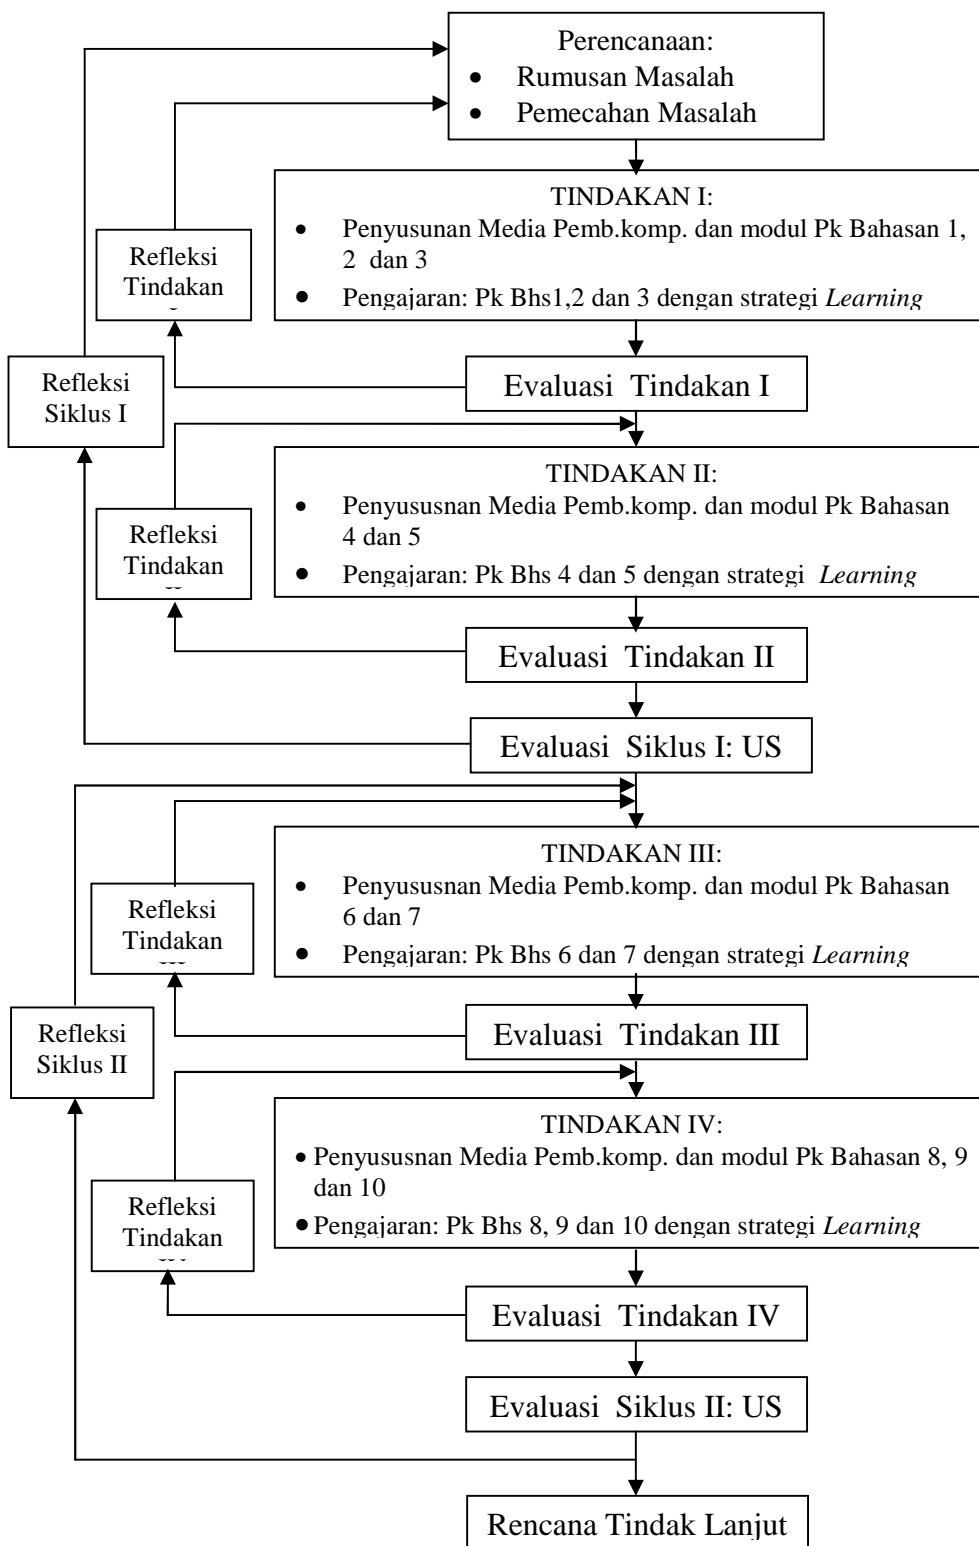 Perencanaan:
• Rumusan Masalah
• Pemecahan Masalah
TINDAKAN I:
• Penyusunan Media Pemb.komp. dan modul Pk Bahasan 1,
2 dan 3
• Pengajaran: Pk Bhs1,2 dan 3 dengan strategi Learning
Refleksi
Tindakan
Evaluasi Tindakan I
Refleksi
Siklus I
TINDAKAN II:
• Penyususnan Media Pemb.komp. dan modul Pk Bahasan
4 dan 5
• Pengajaran: Pk Bhs 4 dan 5 dengan strategi Learning
Refleksi
Tindakan
Evaluasi Tindakan II
Evaluasi Siklus I: US
TINDAKAN III:
• Penyususnan Media Pemb.komp. dan modul Pk Bahasan
6 dan 7
• Pengajaran: Pk Bhs 6 dan 7 dengan strategi Learning
Refleksi
Tindakan
Evaluasi Tindakan III
Refleksi
Siklus II
TINDAKAN IV:
• Penyususnan Media Pemb.komp. dan modul Pk Bahasan 8, 9
dan 10
• Pengajaran: Pk Bhs 8, 9 dan 10 dengan strategi Learning
Refleksi
Tindakan
Evaluasi Tindakan IV
Evaluasi Siklus II: US
Rencana Tindak Lanjut